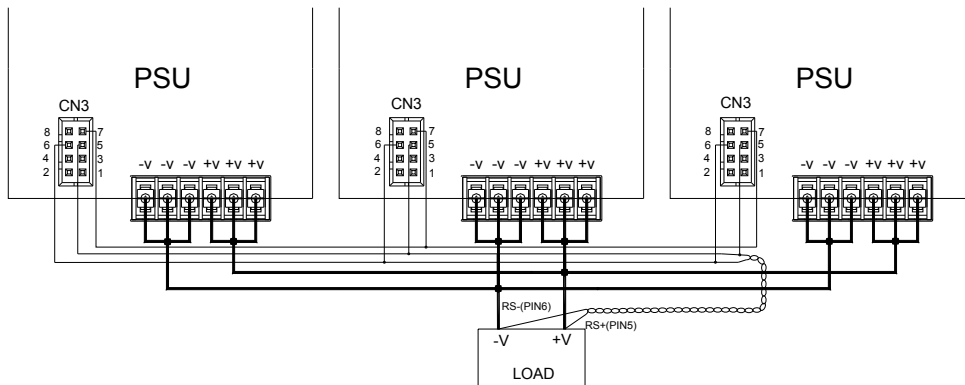 PSU PSU PSU
CN3 CN3 CN3
8 7 8 7 8 7
6 5 6 5 6 5
4 3 4 3 4 3
2 1 2 1 2 1
-V -V -V +V +V +V -V -V -V +V +V +V -V -V -V +V +V +V
RS-(PIN6)
RS+(PIN5)
-V +V
LOAD